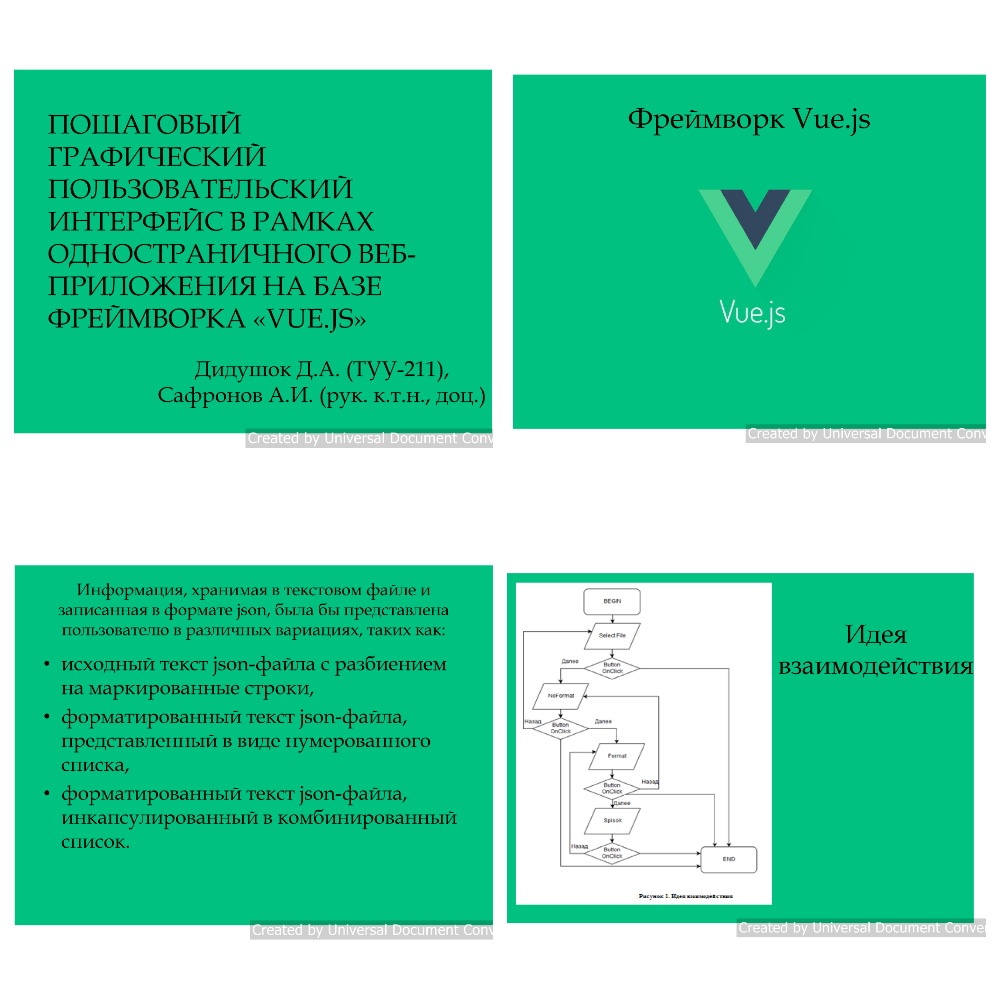 ПОШАГОВЫЙ
ГРАФИЧЕСКИЙ
ПОЛЬЗОВАТЕЛЬСКИЙ
ИНТЕРФЕЙС В РАМКАХ
ОДНОСТРАНИЧНОГО ВЕБ-
ПРИЛОЖЕНИЯ НА БАЗЕ
ФРЕЙМВОРКА «VUE.JS»
Дидушок Д.А. (ТУУ-211),
Сафронов А.И. (рук. к.т.н., доц.)
Created by Universal Document Conv
Фреймворк Vue.js
Vue.js
Created by Universal Document Conv
Информация, хранимая в текстовом файле и
записанная в формате json, была бы представлена
пользователю в различных вариациях, таких как:
• исходный текст json-файла с разбиением
на маркированные строки,
• форматированный текст json-файла,
представленный в виде нумерованного
списка,
• форматированный текст json-файла,
инкапсулированный в комбинированный
список.
Created by Universal Document Conv
BEGIN
Select File
Далее
Button
OnClick
NoFormat
Назад
Button
OnClick
Далее
Format
Button
OnClick
Назад
Далее
Spisok
Назад
Button
OnClick
END
Рисунок 1. Идея взаимодействия
Идея
взаимодействия
Created by Universal Document Conve